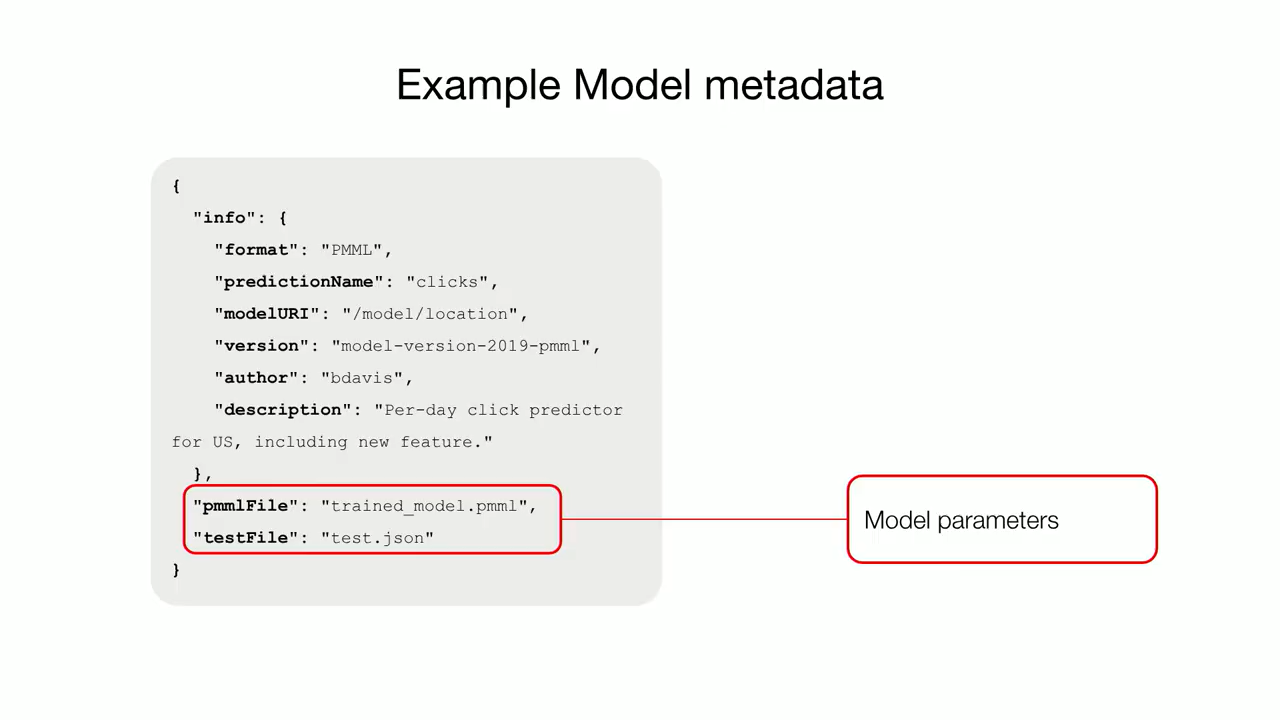 Example Model metadata
{
"info": {
"format": "PMML",
"predictionName": "clicks",
"modelURI": "/model/location",
"version": "model-version-2019-pmml",
"author": "bdavis",
"description": "Per-day click predictor
for US, including new feature."
},
"pmmlFile": "trained_model.pmml",
"testFile": "test.json"
}
Model parameters